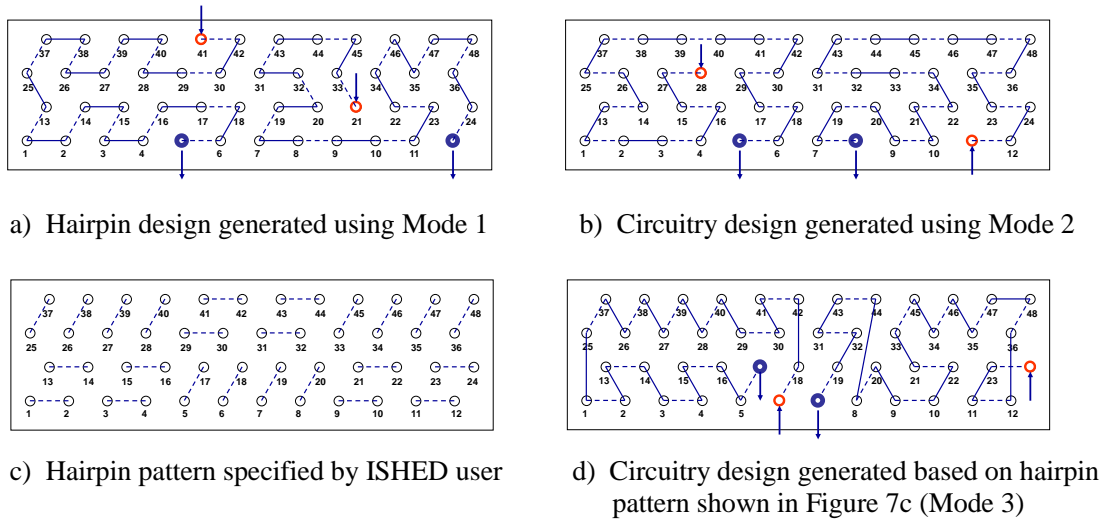 37 38 39 40 41 42 43 44 45 46 47 48
25 26 27 28 29 30 31 32 33 34 35 36
13 14 15 16 17 18 19 20 21 22 23 24
1 2 3 4 6 7 8 9 10 11
a) Hairpin design generated using Mode 1
37 38 39 40 41 42 43 44 45 46 47 48
25 26 27 28 29 30 31 32 33 34 35 36
13 14 15 16 17 18 19 20 21 22 23 24
1 2 3 4 6 7 9 10 12
b) Circuitry design generated using Mode 2
37 38 39 40 41 42 43 44 45 46 47 48
25 26 27 28 29 30 31 32 33 34 35 36
13 14 15 16 17 18 19 20 21 22 23 24
1 2 3 4 5 6 7 8 9 10 11 12
c) Hairpin pattern specified by ISHED user
37 38 39 40 41 42 43 44 45 46 47 48
25 26 27 28 29 30 31 32 33 34 35 36
13 14 15 16 18 19 20 21 22 23
1 2 3 4 5 8 9 10 11 12
d) Circuitry design generated based on hairpin
pattern shown in Figure 7c (Mode 3)